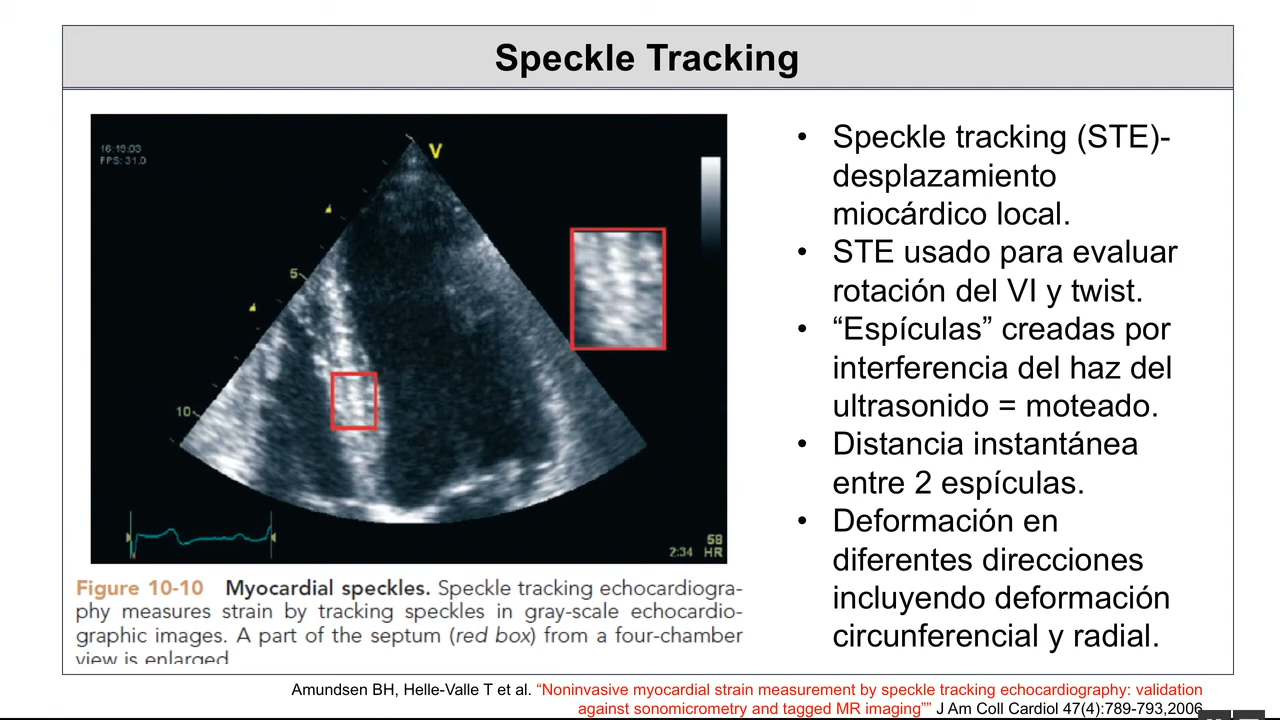 Speckle Tracking
16:19:03
FPS: 31.0
V
5
10
58
2:34 HR
Figure 10-10 Myocardial speckles. Speckle tracking echocardiogra-
phy measures strain by tracking speckles in gray-scale echocardio-
graphic images. A part of the septum (red box) from a four-chamber
view is enlarged
• Speckle tracking (STE)-
desplazamiento
miocárdico local.
• STE usado para evaluar
rotación del VI y twist.
• “Espículas” creadas por
interferencia del haz del
ultrasonido = moteado.
• Distancia instantánea
entre 2 espículas.
• Deformación en
diferentes direcciones
incluyendo deformación
circunferencial y radial.
Amundsen BH, Helle-Valle T et al. “Noninvasive myocardial strain measurement by speckle tracking echocardiography: validation
against sonomicrometry and tagged MR imaging”” J Am Coll Cardiol 47(4):789-793,2006